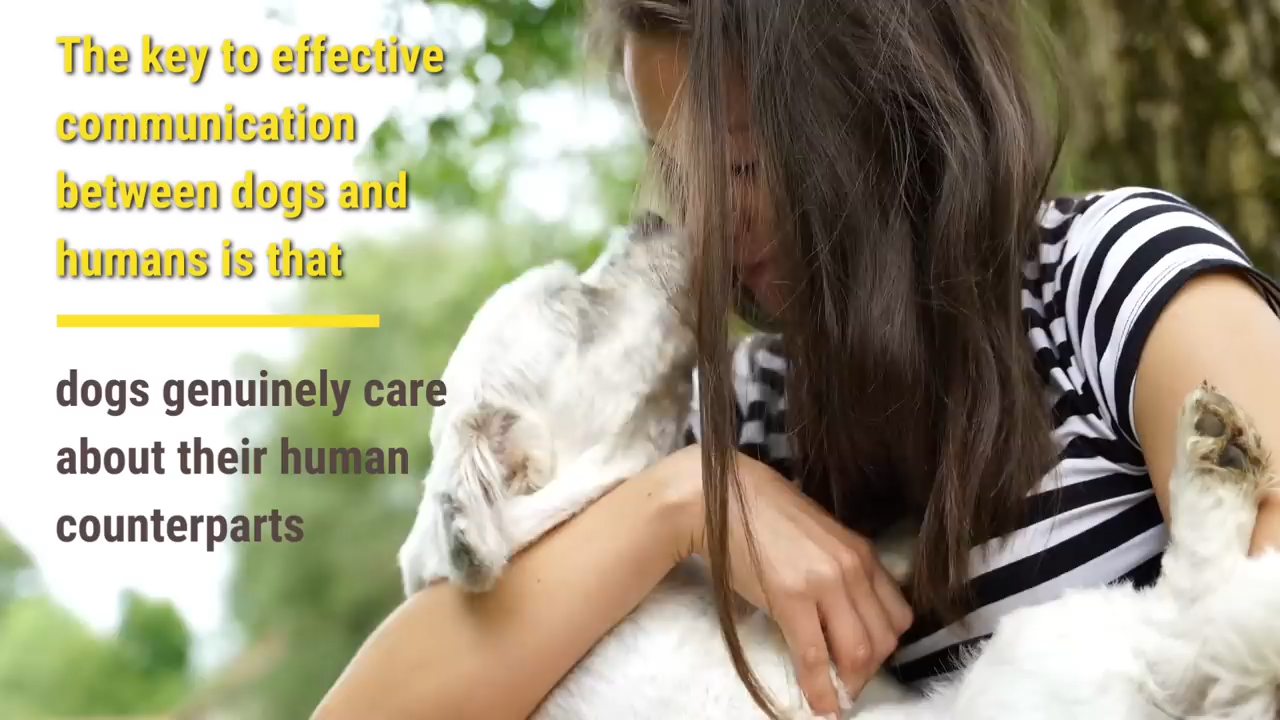 The key to effective
communication
between dogs and
humans is that
dogs genuinely care
about their human
counterparts